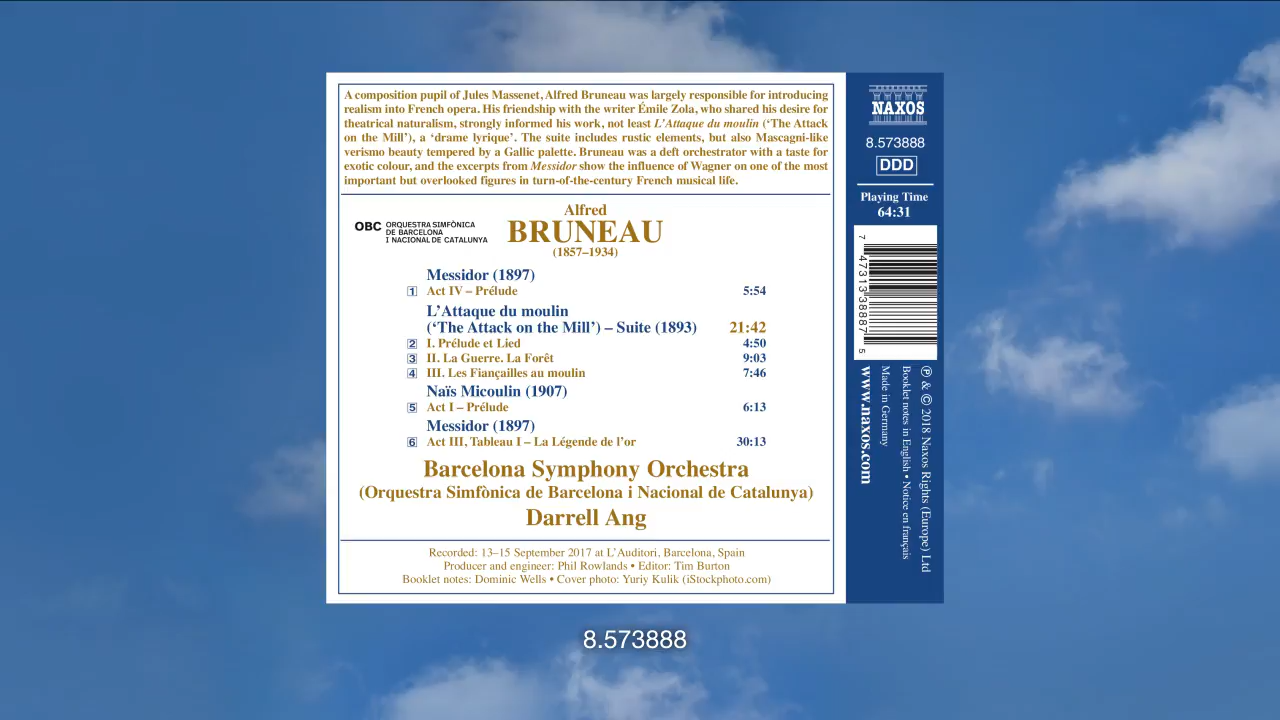 A composition pupil of Jules Massenet, Alfred Bruneau was largely responsible for introducing
realism into French opera. His friendship with the writer Émile Zola, who shared his desire for
theatrical naturalism, strongly informed his work, not least L’Attaque du moulin (‘The Attack
on the Mill’), a ‘drame lyrique’. The suite includes rustic elements, but also Mascagni-like
verismo beauty tempered by a Gallic palette. Bruneau was a deft orchestrator with a taste for
exotic colour, and the excerpts from Messidor show the influence of Wagner on one of the most
important but overlooked figures in turn-of-the-century French musical life.
OBC ORQUESTRA SIMFÒNICA
DE BARCELONA
I NACIONAL DE CATALUNYA
Alfred
BRUNEAU
(1857–1934)
Messidor (1897)
1 Act IV – Prélude 5:54
L’Attaque du moulin
(‘The Attack on the Mill’) – Suite (1893) 21:42
2 I. Prélude et Lied 4:50
3 II. La Guerre. La Forêt 9:03
4 III. Les Fiançailles au moulin 7:46
Naïs Micoulin (1907)
5 Act I – Prélude 6:13
Messidor (1897)
6 Act III, Tableau I – La Légende de l’or 30:13
Barcelona Symphony Orchestra
(Orquestra Simfònica de Barcelona i Nacional de Catalunya)
Darrell Ang
Recorded: 13–15 September 2017 at L’Auditori, Barcelona, Spain
Producer and engineer: Phil Rowlands • Editor: Tim Burton
Booklet notes: Dominic Wells • Cover photo: Yuriy Kulik (iStockphoto.com)
NAXOS
8.573888
DDD
Playing Time
64:31
7 47313 38887 5
℗ & © 2018 Naxos Rights (Europe) Ltd
Booklet notes in English • Notice en français
Made in Germany
www.naxos.com
8.573888